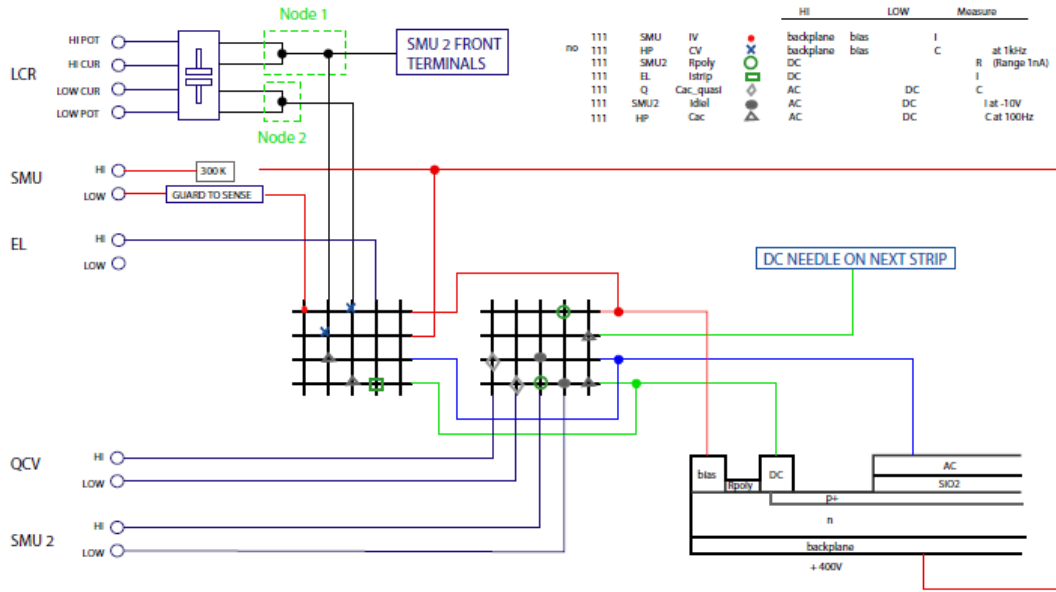 Node 1
HI POT
HI CUR
LCR
LOW CUR
LOW POT
Node 2
SMU 2 FRONT
TERMINALS
HI LOW Measure
111 SMU IV backplane bias I
no 111 HP CV backplane bias C at 1kHz
111 SMU2 Rpoly DC R (Range 1nA)
111 EL Istrip DC I
111 Q Cac_quasi AC DC C
111 SMU2 Idiel AC DC I at -10V
111 HP Cac AC DC C at 100Hz
SMU
HI
300 K
LOW
GUARD TO SENSE
EL
HI
LOW
DC NEEDLE ON NEXT STRIP
QCV
HI
LOW
SMU 2
HI
LOW
bias
Rpoly
DC
AC
SIO2
p+
n
backplane
+ 400V